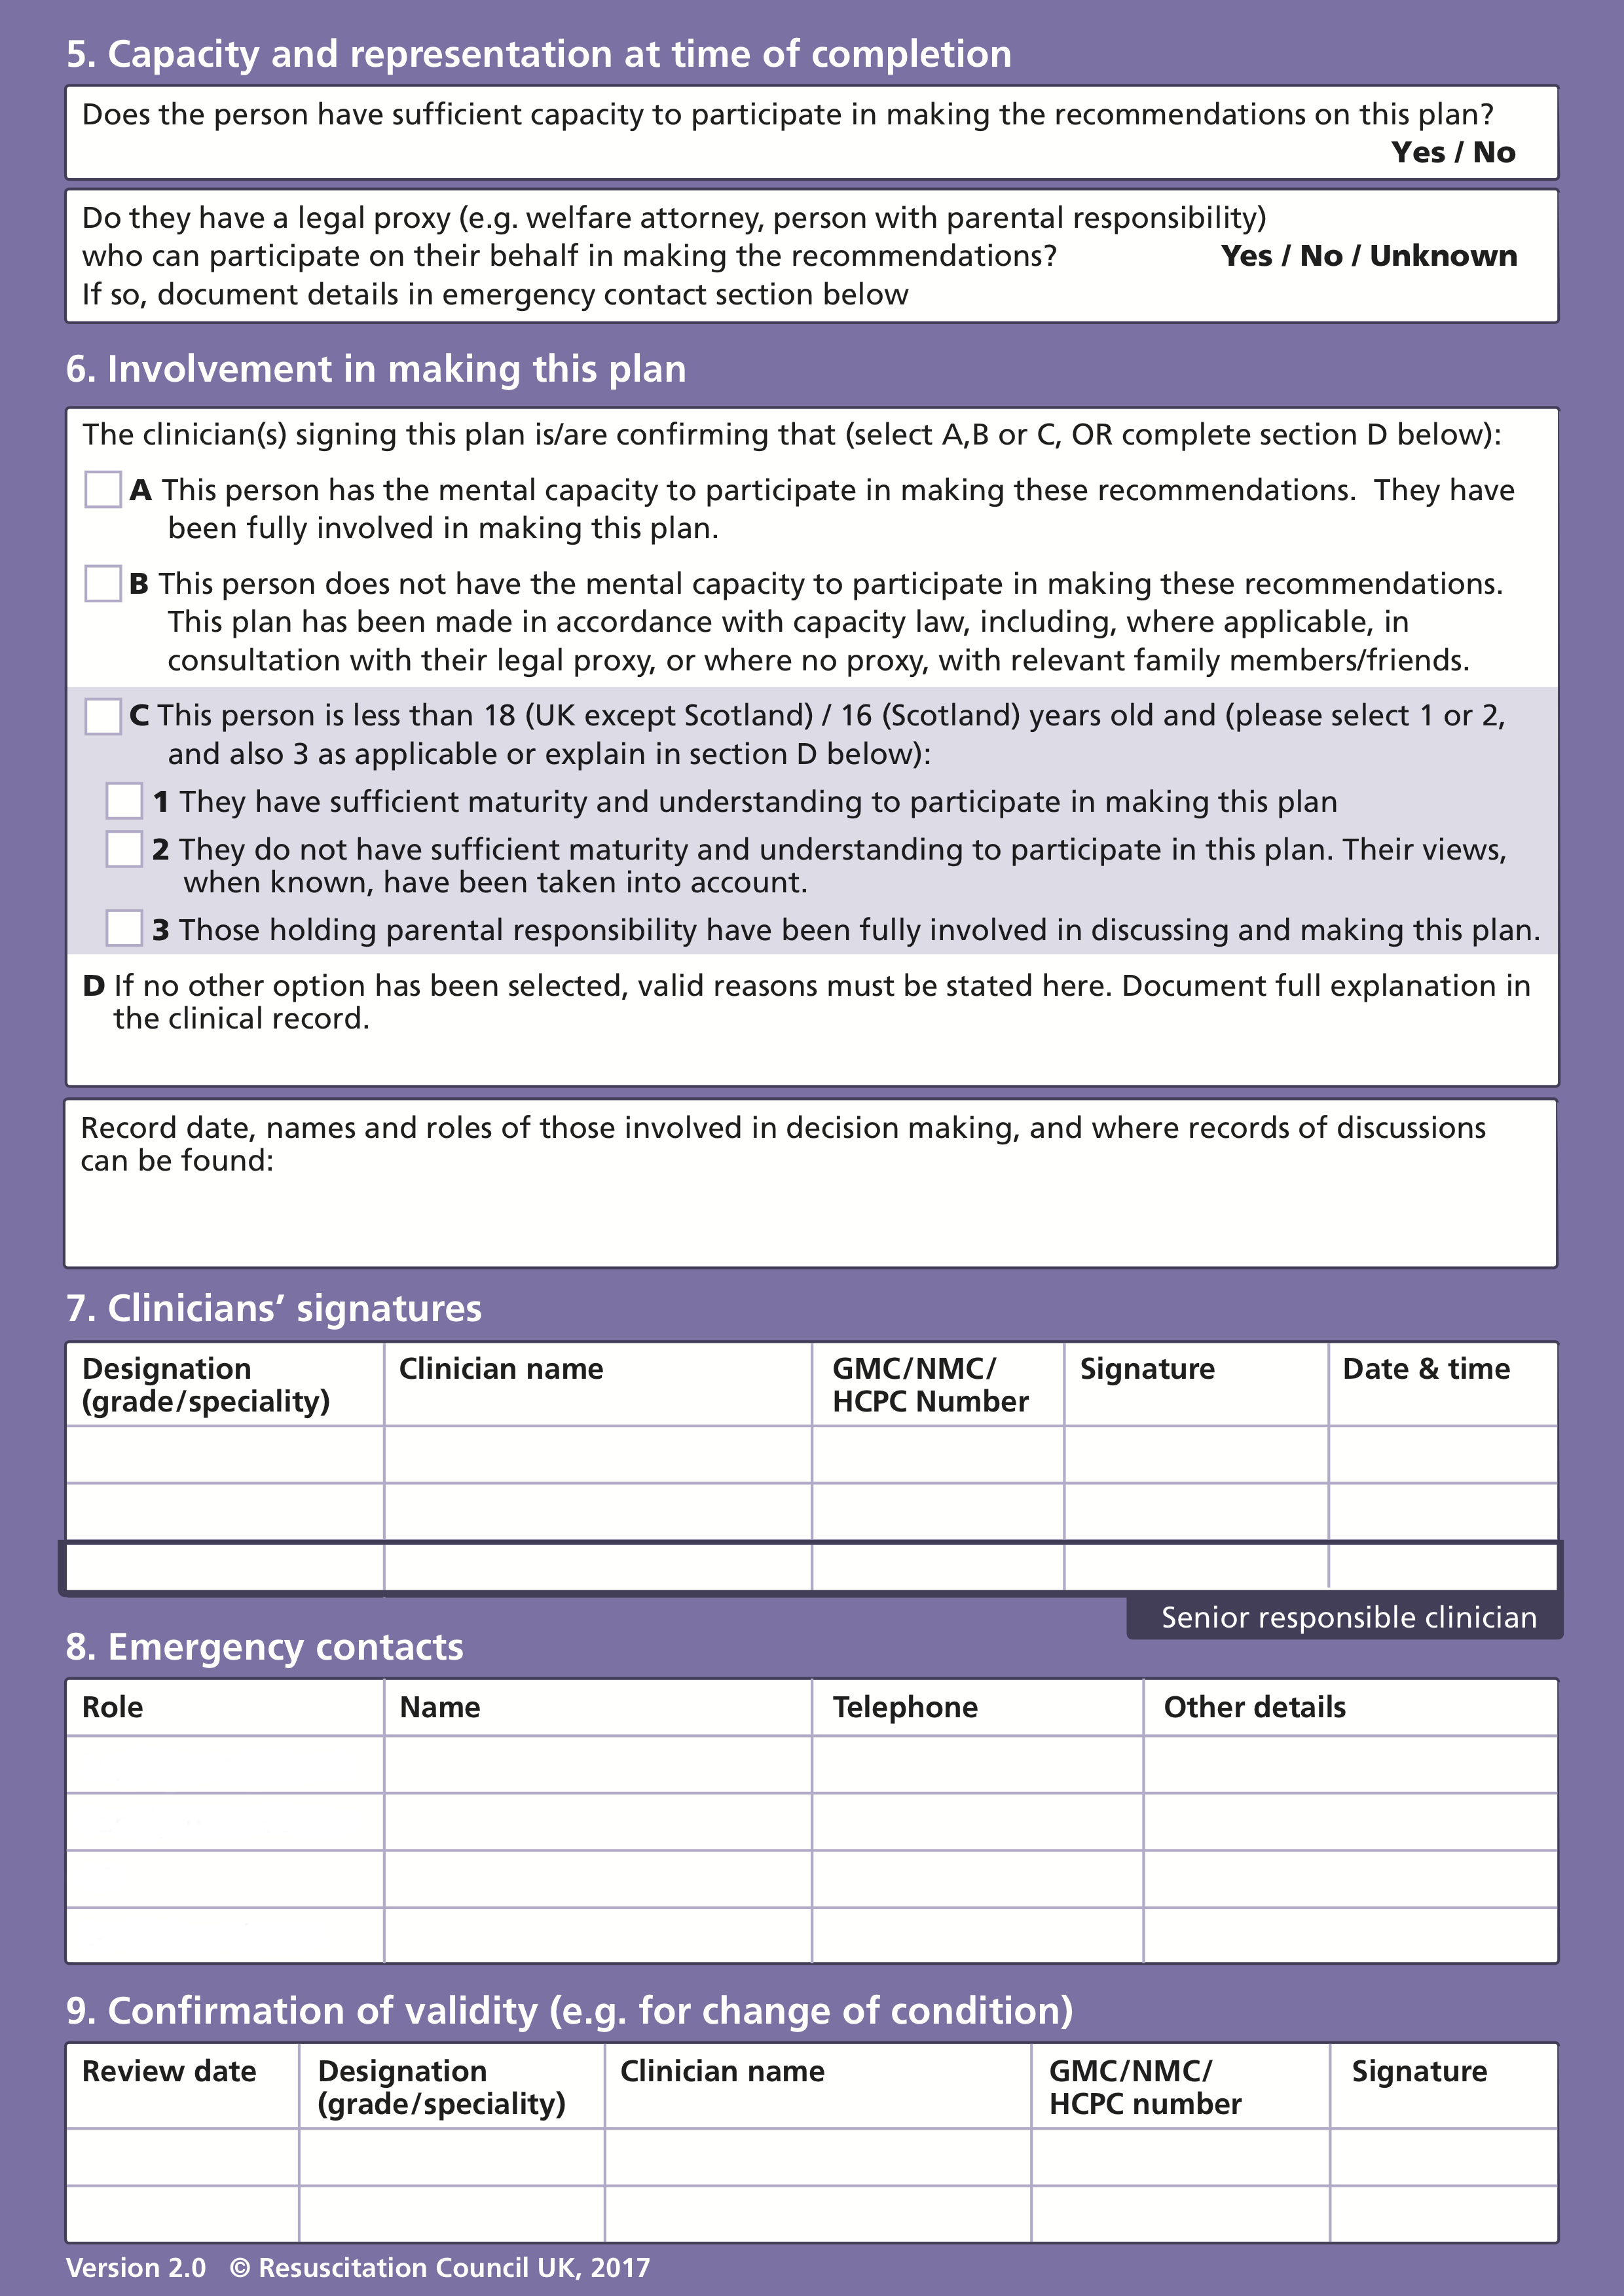 5. Capacity and representation at time of completion
Does the person have sufficient capacity to participate in making the recommendations on this plan?
Yes / No
Do they have a legal proxy (e.g. welfare attorney, person with parental responsibility)
who can participate on their behalf in making the recommendations? Yes / No / Unknown
If so, document details in emergency contact section below
6. Involvement in making this plan
The clinician(s) signing this plan is/are confirming that (select A,B or C, OR complete section D below):
A This person has the mental capacity to participate in making these recommendations. They have
been fully involved in making this plan.
B This person does not have the mental capacity to participate in making these recommendations.
This plan has been made in accordance with capacity law, including, where applicable, in
consultation with their legal proxy, or where no proxy, with relevant family members/friends.
C This person is less than 18 (UK except Scotland) / 16 (Scotland) years old and (please select 1 or 2,
and also 3 as applicable or explain in section D below):
1 They have sufficient maturity and understanding to participate in making this plan
2 They do not have sufficient maturity and understanding to participate in this plan. Their views,
when known, have been taken into account.
3 Those holding parental responsibility have been fully involved in discussing and making this plan.
D If no other option has been selected, valid reasons must be stated here. Document full explanation in
the clinical record.
Record date, names and roles of those involved in decision making, and where records of discussions
can be found:
7. Clinicians’ signatures
Designation Clinician name GMC/NMC/ Signature Date & time
(grade/speciality) HCPC Number
Senior responsible clinician
8. Emergency contacts
Role Name Telephone Other details
9. Confirmation of validity (e.g. for change of condition)
Review date Designation Clinician name GMC/NMC/ Signature
(grade/speciality) HCPC number
Version 2.0 © Resuscitation Council UK, 2017